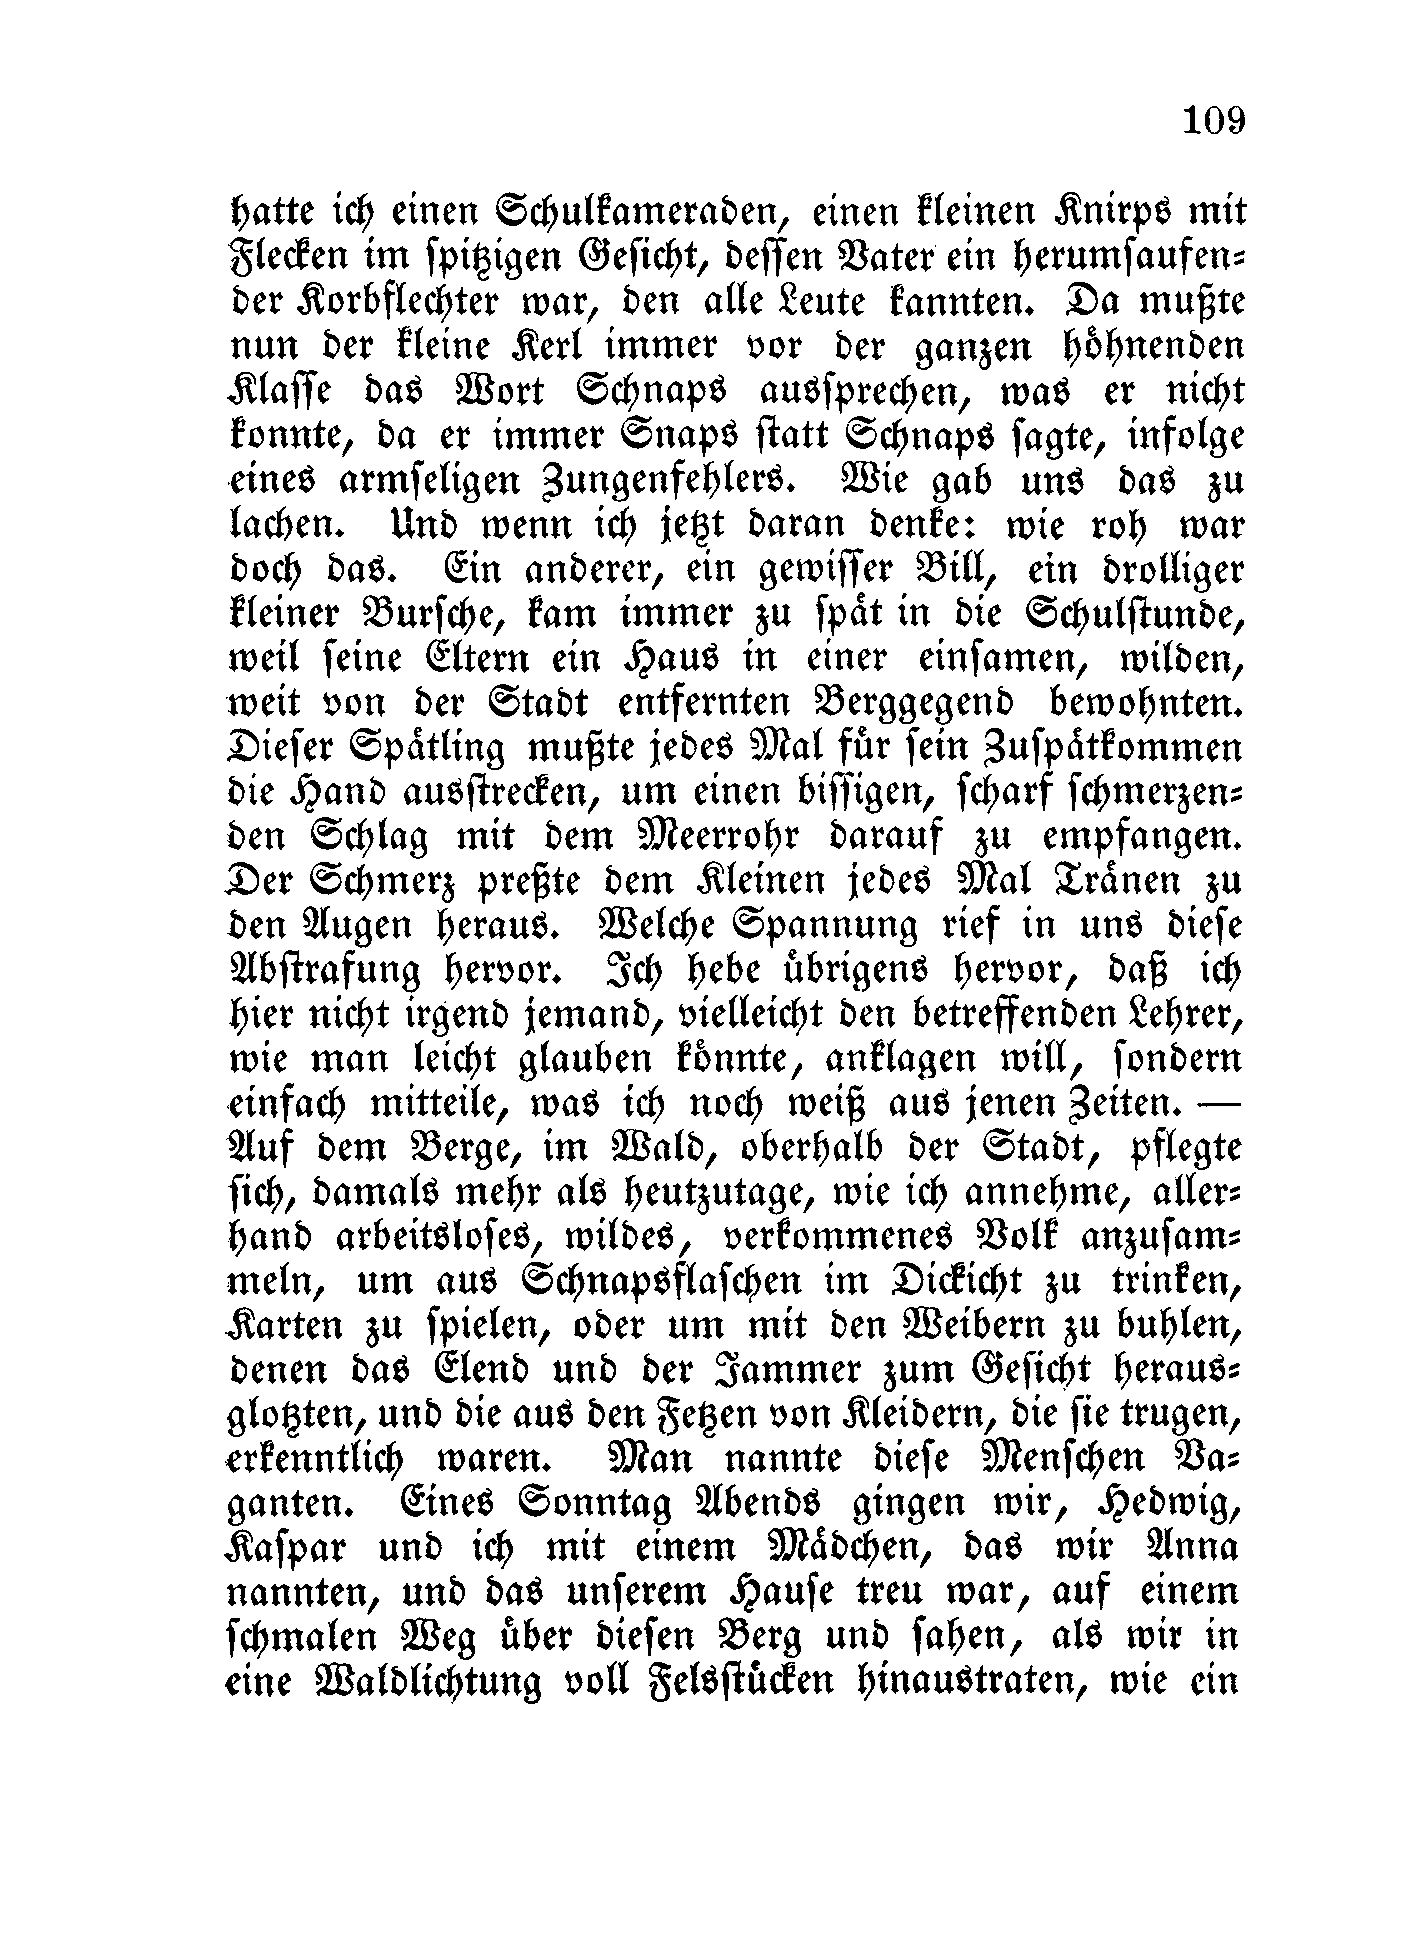 109
hatte ich einen Schulkameraden, einen kleinen Knirps mit
Flecken im spitzigen Gesicht, dessen Vater ein herumsaufen-
der Korbflechter war, den alle Leute kannten. Da mußte
nun der kleine Kerl immer vor der ganzen höhnenden
Klasse das Wort Schnaps aussprechen, was er nicht
konnte, da er immer Snaps statt Schnaps sagte, infolge
eines armseligen Zungenfehlers. Wie gab uns das zu
lachen. Und wenn ich jetzt daran denke: wie roh war
doch das. Ein anderer, ein gewisser Bill, ein drolliger
kleiner Bursche, kam immer zu spät in die Schulstunde,
weil seine Eltern ein Haus in einer einsamen, wilden,
weit von der Stadt entfernten Berggegend bewohnten.
Dieser Spätling mußte jedes Mal für sein Zuspätkommen
die Hand ausstrecken, um einen bissigen, scharf schmerzen-
den Schlag mit dem Meerrohr darauf zu empfangen.
Der Schmerz preßte dem Kleinen jedes Mal Tränen zu
den Augen heraus. Welche Spannung rief in uns diese
Abstrafung hervor. Ich hebe übrigens hervor, daß ich
hier nicht irgend jemand, vielleicht den betreffenden Lehrer,
wie man leicht glauben könnte, anklagen will, sondern
einfach mitteile, was ich noch weiß aus jenen Zeiten. —
Auf dem Berge, im Wald, oberhalb der Stadt, pflegte
sich, damals mehr als heutzutage, wie ich annehme, aller-
hand arbeitsloses, wildes, verkommenes Volk anzusam-
meln, um aus Schnapsflaschen im Dickicht zu trinken,
Karten zu spielen, oder um mit den Weibern zu buhlen,
denen das Elend und der Jammer zum Gesicht heraus-
glotzten, und die aus den Fetzen von Kleidern, die sie trugen,
erkenntlich waren. Man nannte diese Menschen Va-
ganten. Eines Sonntag Abends gingen wir, Hedwig,
Kaspar und ich mit einem Mädchen, das wir Anna
nannten, und das unserem Hause treu war, auf einem
schmalen Weg über diesen Berg und sahen, als wir in
eine Waldlichtung voll Felsstücken hinaustraten, wie ein